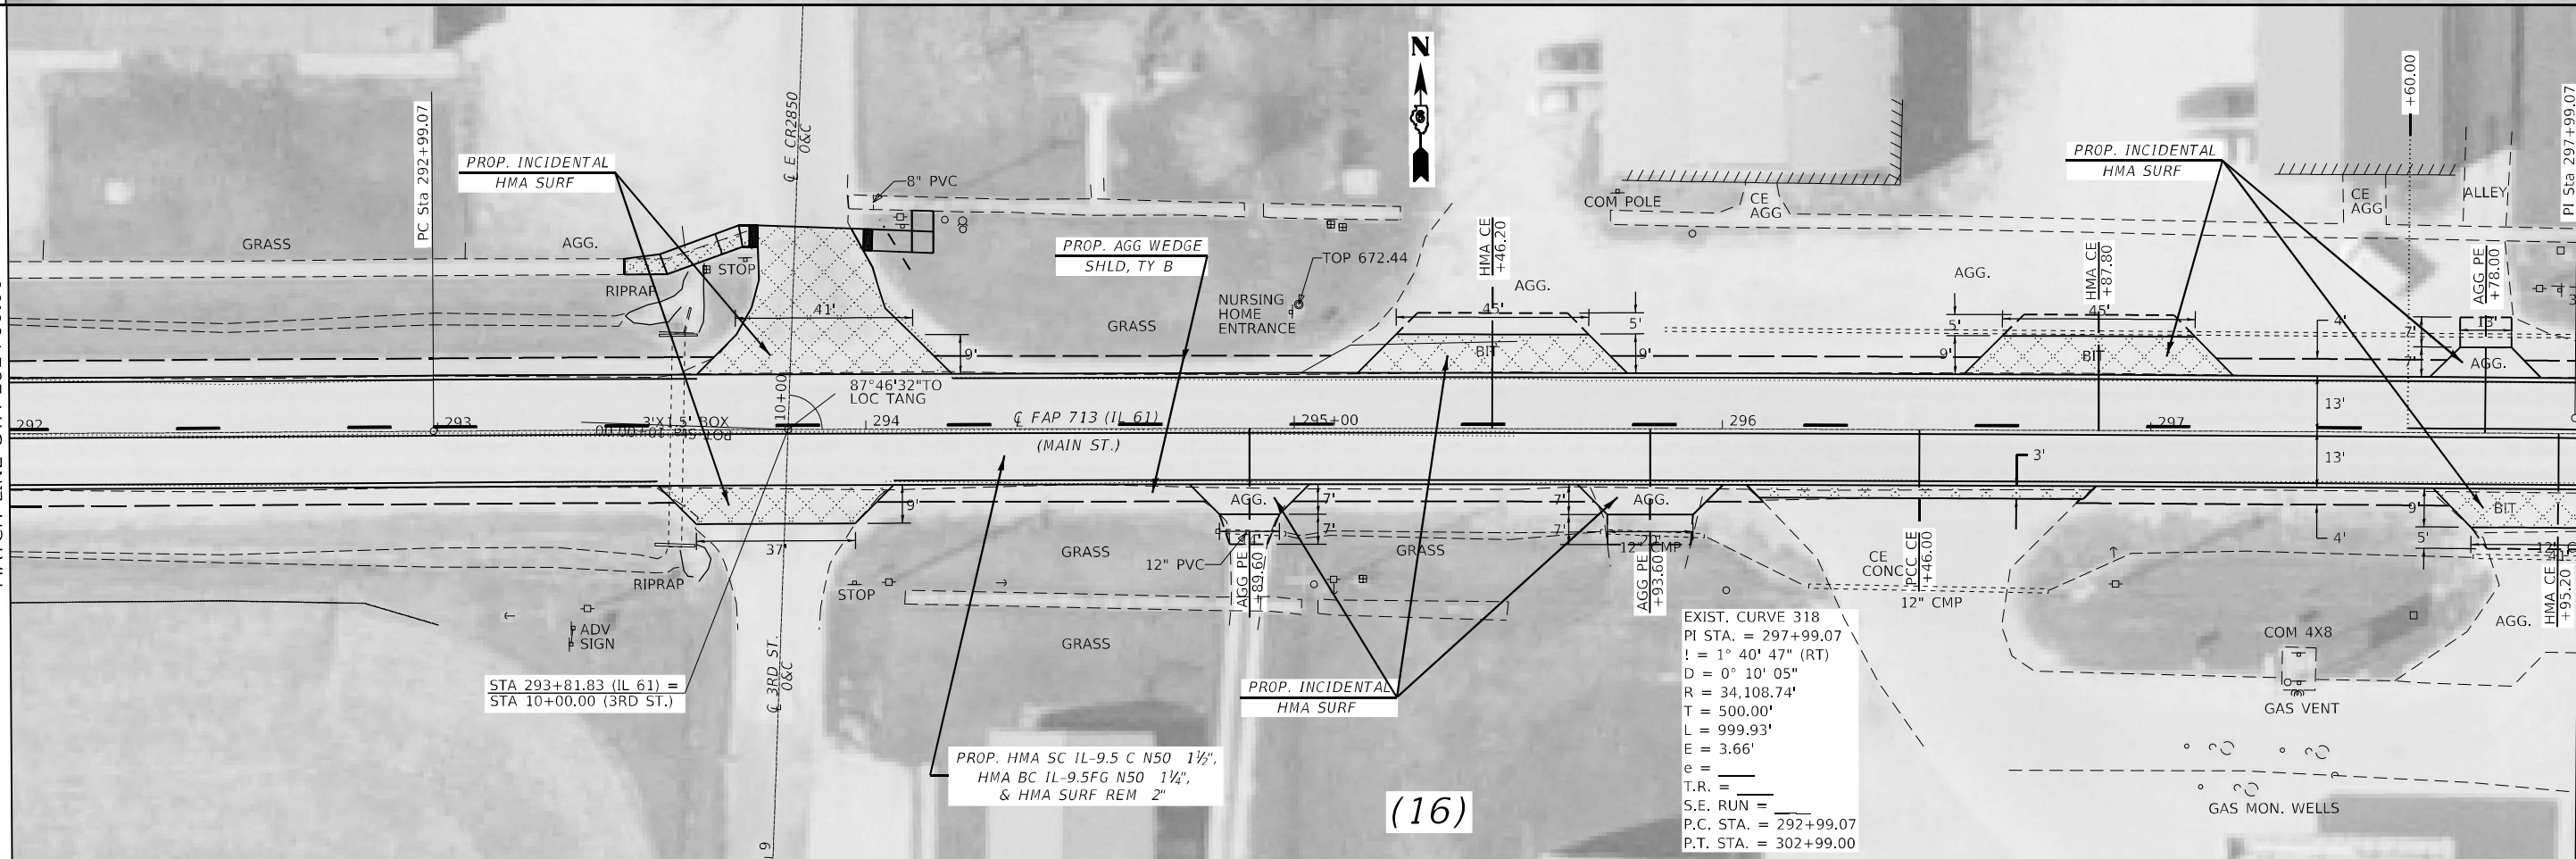 PC Sta 292+99.07
PROP. INCIDENTAL
HMA SURF
℄ E CR2850
O&C
8" PVC
N
GRASS
AGG.
STOP
RIPRAP
41'
9'
PROP. AGG WEDGE
SHLD, TY B
GRASS
NURSING
HOME
ENTRANCE
TOP 672.44
HMA CE
+46.20
45'
AGG.
5'
9'
BIT
COM POLE
CE
AGG
AGG.
HMA CE
+87.80
45'
5'
9'
BIT
PROP. INCIDENTAL
HMA SURF
+60.00
CE
AGG
ALLEY
AGG PE
+78.00
13'
4'
7'
7'
AGG.
PI Sta 297+99.07
292
293
3'X1.5' BOX
10+00
87°46'32"TO
LOC TANG
294
℄ FAP 713 (IL 61)
(MAIN ST.)
295+00
296
297
13'
13'
3'
9'
37'
AGG.
7'
7'
12" PVC
AGG PE
+89.60
GRASS
GRASS
7'
7'
AGG.
12" CMP
AGG PE
+93.60
CE
CONC
PCC CE
+46.00
12" CMP
9'
4'
5'
BIT
HMA CE
+95.20
AGG.
RIPRAP
ADV
SIGN
STOP
GRASS
℄ 3RD ST.
O&C
STA 293+81.83 (IL 61) =
STA 10+00.00 (3RD ST.)
PROP. INCIDENTAL
HMA SURF
PROP. HMA SC IL-9.5 C N50 1½",
HMA BC IL-9.5FG N50 1¼",
& HMA SURF REM 2"
(16)
EXIST. CURVE 318
PI STA. = 297+99.07
! = 1° 40' 47" (RT)
D = 0° 10' 05"
R = 34,108.74'
T = 500.00'
L = 999.93'
E = 3.66'
e = ____
T.R. = ____
S.E. RUN = ____
P.C. STA. = 292+99.07
P.T. STA. = 302+99.00
COM 4X8
GAS VENT
GAS MON. WELLS